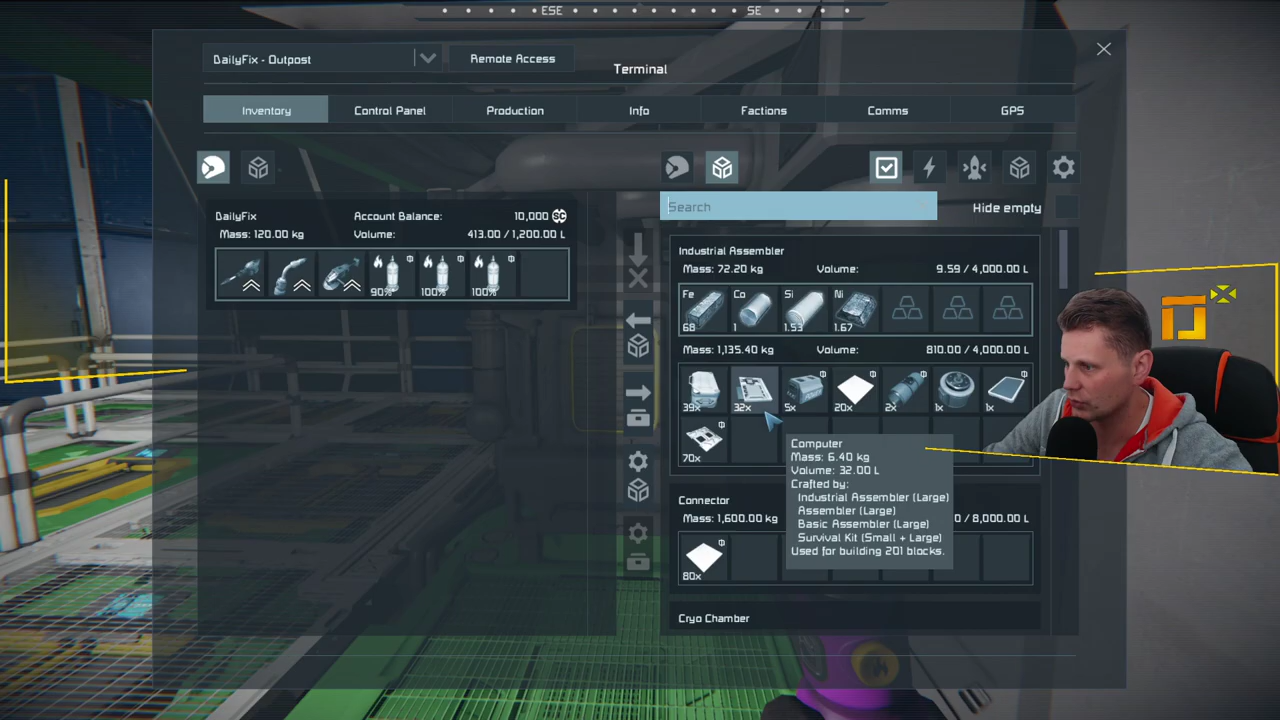 ESE SE
DailyFix - Outpost
Remote Access
Terminal
Inventory
Control Panel
Production
Info
Factions
Comms
GPS
Search
Hide empty
DailyFix
Account Balance: 10,000 SC
Mass: 120.00 kg
Volume: 413.00 / 1,200.00 L
90% 100% 100%
Industrial Assembler
Mass: 72.20 kg
Volume: 9.59 / 4,000.00 L
Fe Co Si Ni
68 1 1.53 1.67
Mass: 1,135.40 kg
Volume: 810.00 / 4,000.00 L
39x 32x 5x 20x 2x 1x 1x
70x
Computer
Mass: 6.40 kg
Volume: 32.00 L
Crafted by:
Industrial Assembler (Large)
Assembler (Large)
Basic Assembler (Large)
Survival Kit (Small + Large)
Used for building 201 blocks.
Connector
Mass: 1,600.00 kg
0 / 8,000.00 L
80x
Cryo Chamber